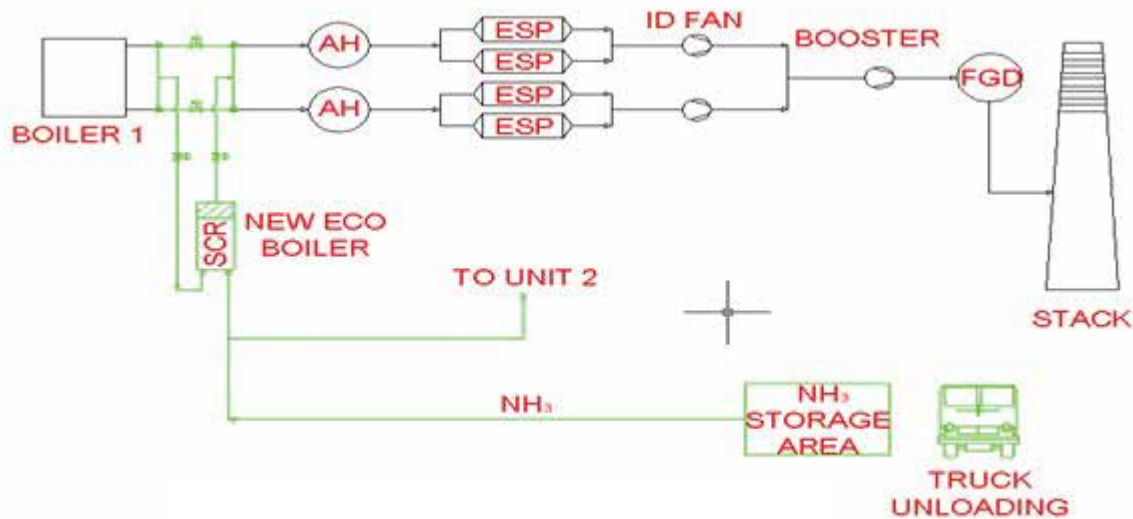 ID FAN
BOOSTER
AH
ESP
ESP
FGD
AH
ESP
ESP
BOILER 1
SCR
NEW ECO
BOILER
TO UNIT 2
STACK
NH₃
NH₃
STORAGE
AREA
TRUCK
UNLOADING